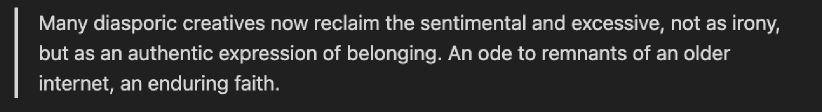 Many diasporic creatives now reclaim the sentimental and excessive, not as irony,
but as an authentic expression of belonging. An ode to remnants of an older
internet, an enduring faith.